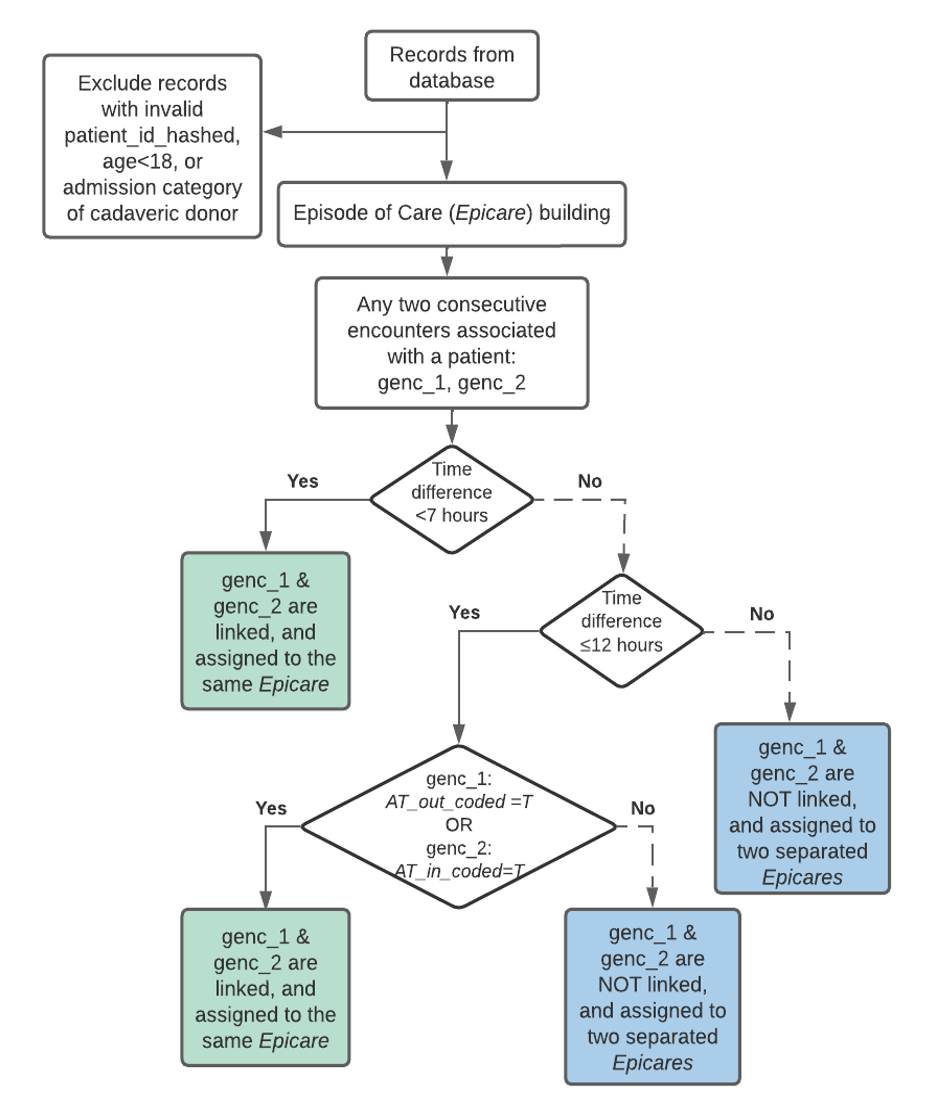 Records from
database
Exclude records
with invalid
patient_id_hashed,
age<18, or
admission category
of cadaveric donor
Episode of Care (Epicare) building
Any two consecutive
encounters associated
with a patient:
genc_1, genc_2
Time
difference
<7 hours
Yes
No
genc_1 &
genc_2 are
linked, and
assigned to the
same Epicare
Time
difference
≤12 hours
Yes
No
genc_1 &
genc_2 are
NOT linked,
and assigned to
two separated
Epicares
genc_1:
AT_out_coded =T
OR
genc_2:
AT_in_coded=T
Yes
No
genc_1 &
genc_2 are
linked, and
assigned to the
same Epicare
genc_1 &
genc_2 are
NOT linked,
and assigned to
two separated
Epicares